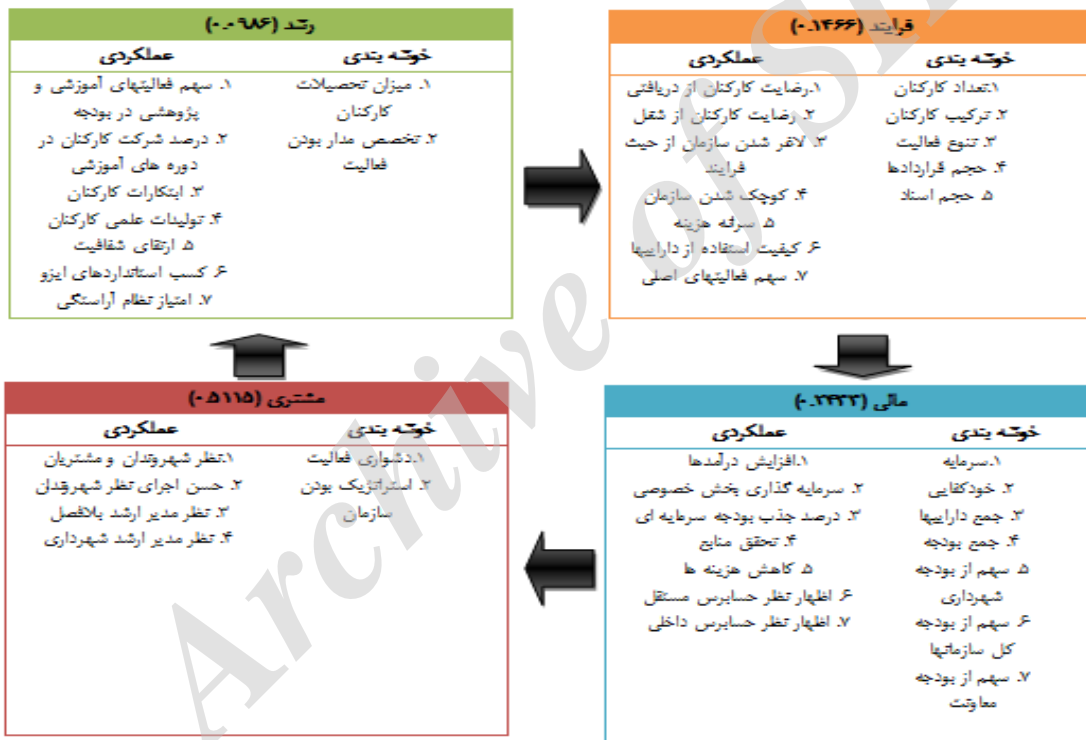 فرایند (۰.۱۴۶۶)
خوشه بندی
۱.تعداد کارکنان
۲. ترکیب کارکنان
۳. تنوع فعالیت
۴. حجم قراردادها
۵. حجم اسناد
عملکردی
۱.رضایت کارکنان از دریافتی
۲. رضایت کارکنان از شغل
۳. لاغر شدن سازمان از حیث
فرایند
۴. کوچک شدن سازمان
۵. سرانه هزینه
۶. کیفیت استفاده از داراییها
۷. سهم فعالیتهای اصلی
رشد (۰.۰۹۸۶)
خوشه بندی
۱. میزان تحصیلات
کارکنان
۲. تخصص مدار بودن
فعالیت
عملکردی
۱. سهم فعالیتهای آموزشی و
پژوهشی در بودجه
۲. درصد شرکت کارکنان در
دوره های آموزشی
۳. ابتکارات کارکنان
۴. تولیدات علمی کارکنان
۵. ارتقای شفافیت
۶. کسب استانداردهای ایزو
۷. امتیاز نظام آراستگی
مالی (۰.۲۴۳۳)
خوشه بندی
۱.سرمایه
۲. خودکفایی
۳. جمع داراییها
۴. جمع بودجه
۵. سهم از بودجه
شهرداری
۶. سهم از بودجه
کل سازمانها
۷. سهم از بودجه
معاونت
عملکردی
۱.افزایش درآمدها
۲. سرمایه گذاری بخش خصوصی
۳. درصد جذب بودجه سرمایه ای
۴. تحقق منابع
۵. کاهش هزینه ها
۶. اظهار نظر حسابرس مستقل
۷. اظهار نظر حسابرس داخلی
مشتری (۰.۵۱۱۵)
خوشه بندی
۱.دشواری فعالیت
۲. استراتژیک بودن
سازمان
عملکردی
۱.نظر شهروندان و مشتریان
۲. حسن اجرای نظر شهروندان
۳. نظر مدیر ارشد بلافصل
۴. نظر مدیر ارشد شهرداری
Archive of